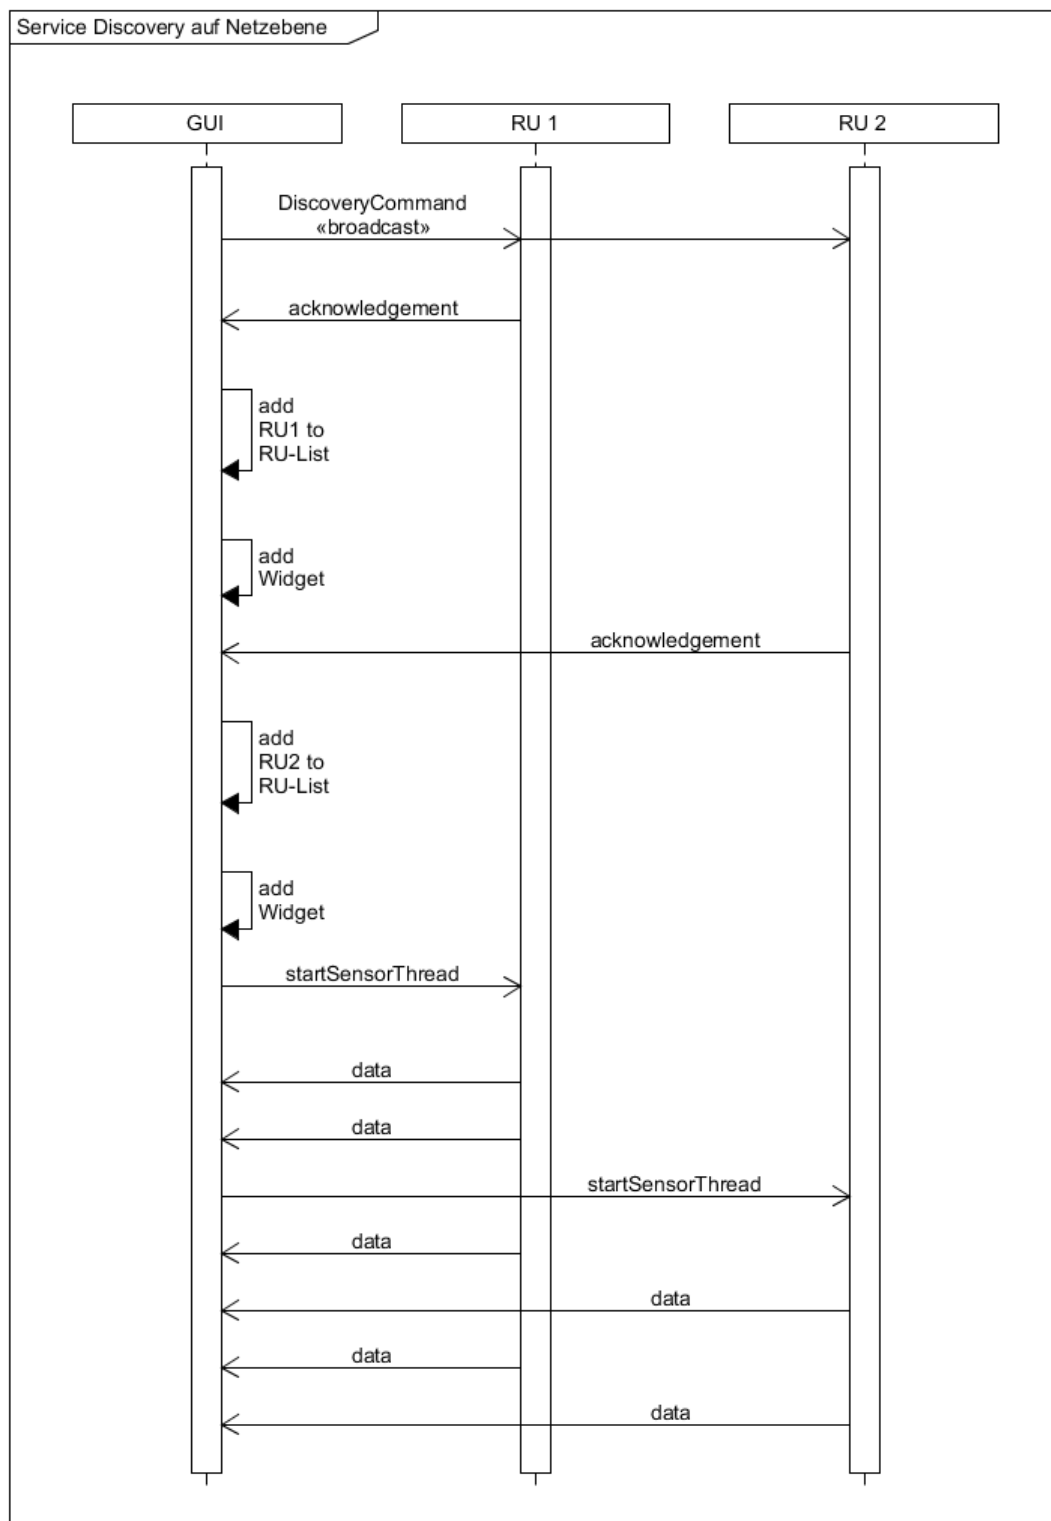 Service Discovery auf Netzebene
GUI
RU 1
RU 2
DiscoveryCommand
«broadcast»
acknowledgement
add
RU1 to
RU-List
add
Widget
acknowledgement
add
RU2 to
RU-List
add
Widget
startSensorThread
data
data
startSensorThread
data
data
data
data